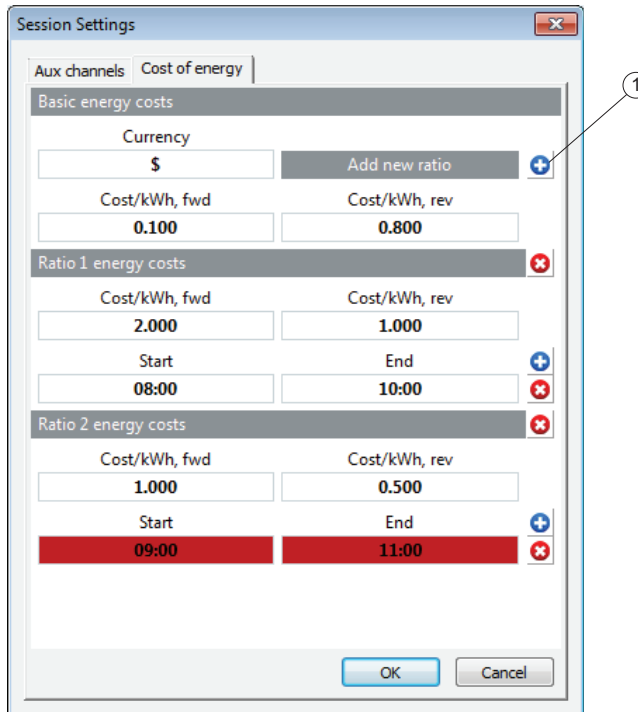 Session Settings
Aux channels Cost of energy
Basic energy costs
Currency
$ Add new ratio
1
Cost/kWh, fwd Cost/kWh, rev
0.100 0.800
Ratio 1 energy costs
Cost/kWh, fwd Cost/kWh, rev
2.000 1.000
Start End
08:00 10:00
Ratio 2 energy costs
Cost/kWh, fwd Cost/kWh, rev
1.000 0.500
Start End
09:00 11:00
OK Cancel